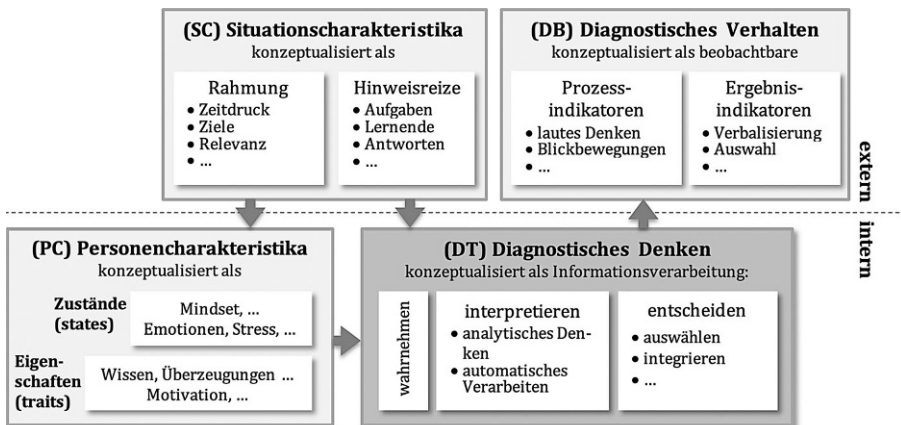 (SC) Situationscharakteristika
konzeptualisiert als
Rahmung
• Zeitdruck
• Ziele
• Relevanz
• ...
Hinweisreize
• Aufgaben
• Lernende
• Antworten
• ...
(DB) Diagnostisches Verhalten
konzeptualisiert als beobachtbare
Prozess-
indikatoren
• lautes Denken
• Blickbewegungen
• ...
Ergebnis-
indikatoren
• Verbalisierung
• Auswahl
• ...
extern
intern
(PC) Personencharakteristika
konzeptualisiert als
Zustände
(states)
Mindset, ...
Emotionen, Stress, ...
Eigen-
schaften
(traits)
Wissen, Überzeugungen ...
Motivation, ...
(DT) Diagnostisches Denken
konzeptualisiert als Informationsverarbeitung:
wahrnehmen
interpretieren
• analytisches Den-
ken
• automatisches
Verarbeiten
entscheiden
• auswählen
• integrieren
• ...